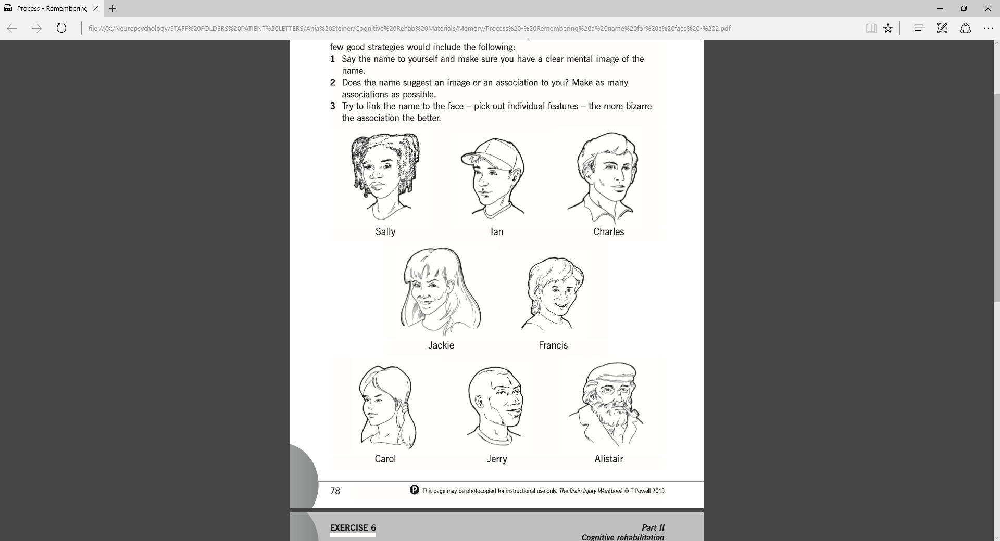 Process - Remembering
file:///X:/Neuropsychology/STAFF%20FOLDERS%20PATIENT%20LETTERS/Anja%20Steiner/Cognitive%20Rehab%20Materials/Memory/Process%20-%20Remembering%20a%20name%20for%20a%20face%20-%202.pdf
few good strategies would include the following:
1 Say the name to yourself and make sure you have a clear mental image of the
name.
2 Does the name suggest an image or an association to you? Make as many
associations as possible.
3 Try to link the name to the face – pick out individual features – the more bizarre
the association the better.
Sally Ian Charles
Jackie Francis
Carol Jerry Alistair
78 P This page may be photocopied for instructional use only. The Brain Injury Workbook © T Powell 2013
EXERCISE 6 Part II
Cognitive rehabilitation